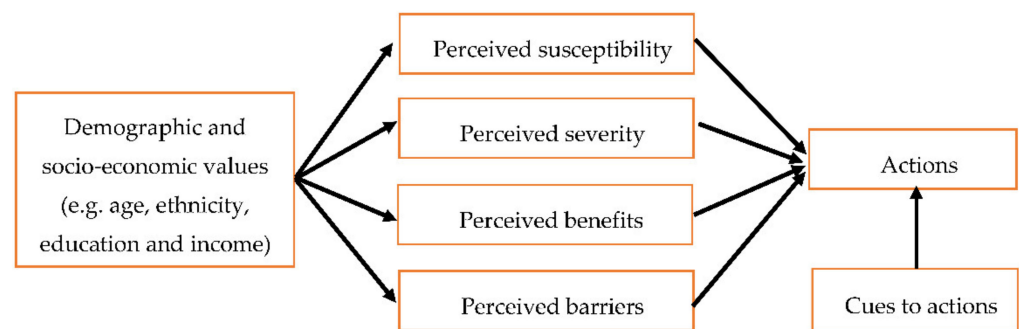 Demographic and
socio-economic values
(e.g. age, ethnicity,
education and income)
Perceived susceptibility
Perceived severity
Perceived benefits
Perceived barriers
Actions
Cues to actions